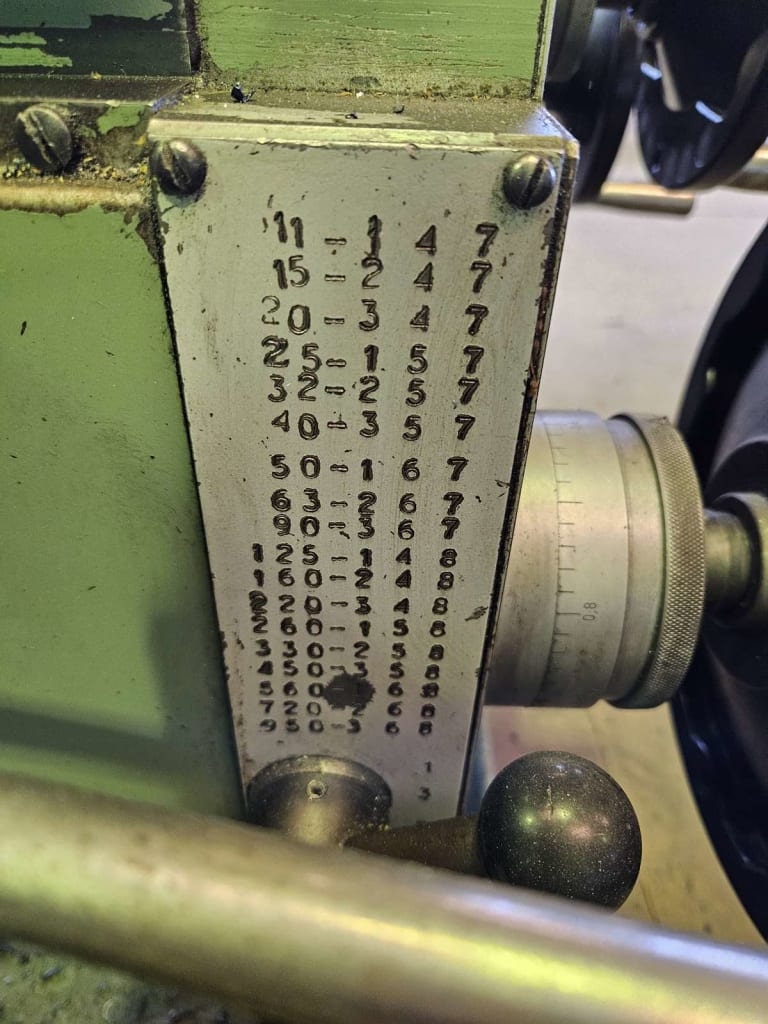 11 - 1 4 7
15 - 2 4 7
20 - 3 4 7
25 - 1 5 7
32 - 2 5 7
40 - 3 5 7
50 - 1 6 7
63 - 2 6 7
90 - 3 6 7
125 - 1 4 8
160 - 2 4 8
220 - 3 4 8
260 - 1 5 8
330 - 2 5 8
450 - 3 5 8
560 - 6 8
720 - 2 6 8
950 - 3 6 8
1
3
0,8